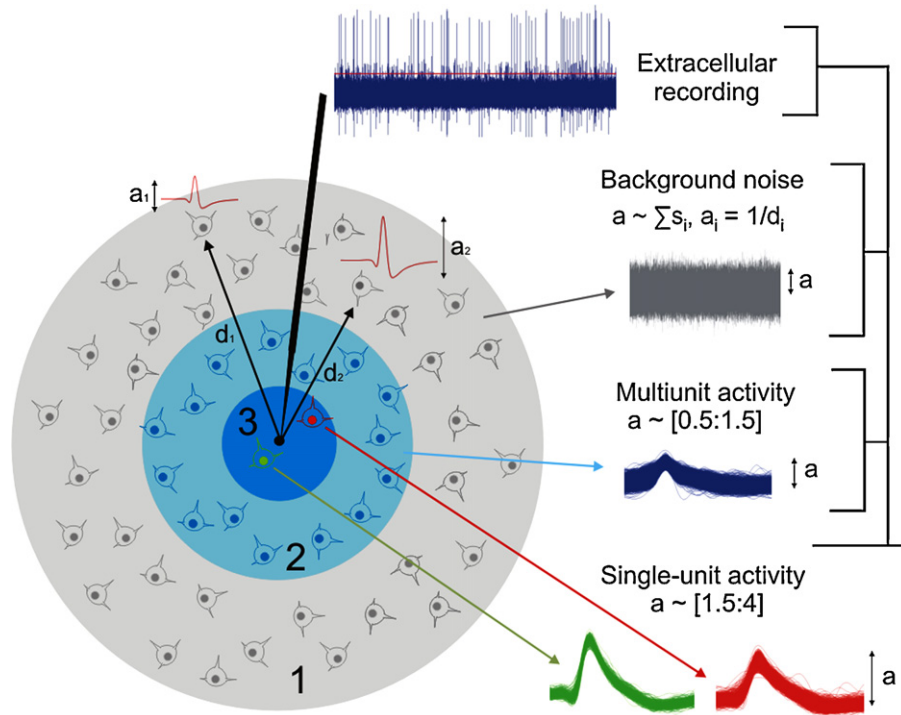 Extracellular
recording
Background noise
a ~ ∑sᵢ, aᵢ = 1/dᵢ
a
Multiunit activity
a ~ [0.5:1.5]
a
Single-unit activity
a ~ [1.5:4]
a
a₁
a₂
d₁
d₂
3
2
1